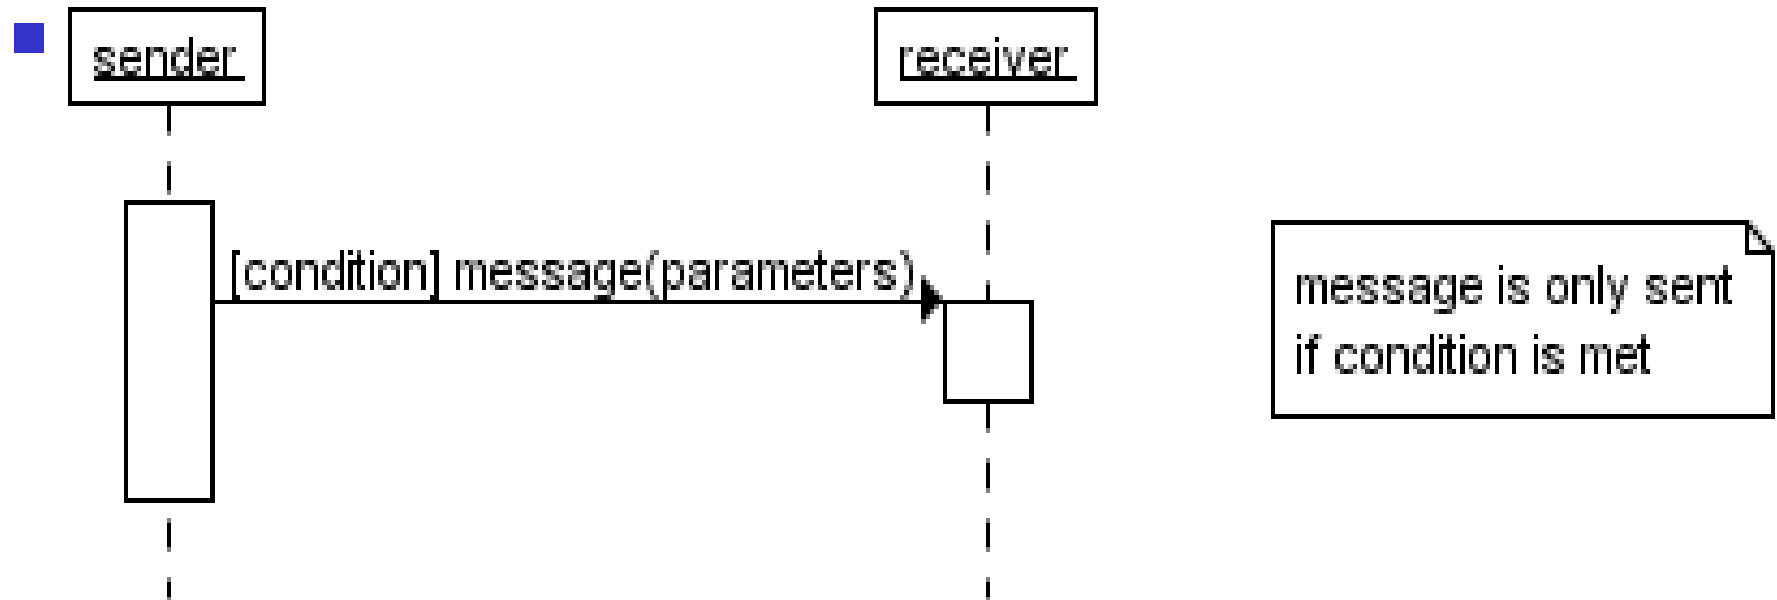 sender
receiver
[condition] message(parameters)
message is only sent
if condition is met